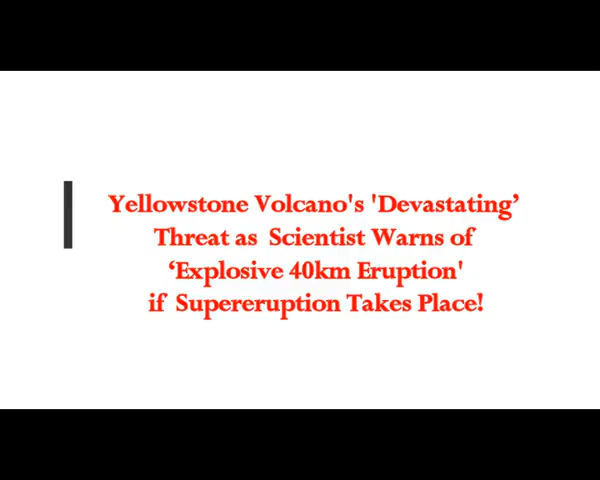 Yellowstone Volcano's 'Devastating’
Threat as Scientist Warns of
‘Explosive 40km Eruption'
if Supereruption Takes Place!